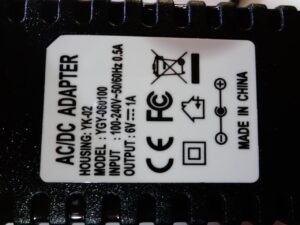 AC/DC ADAPTER
HOUSING: YK-02
MODEL : YGY-060100
INPUT : 100-240V~50/60Hz 0.5A
OUTPUT : 6V⎓1A
CE FC
MADE IN CHINA